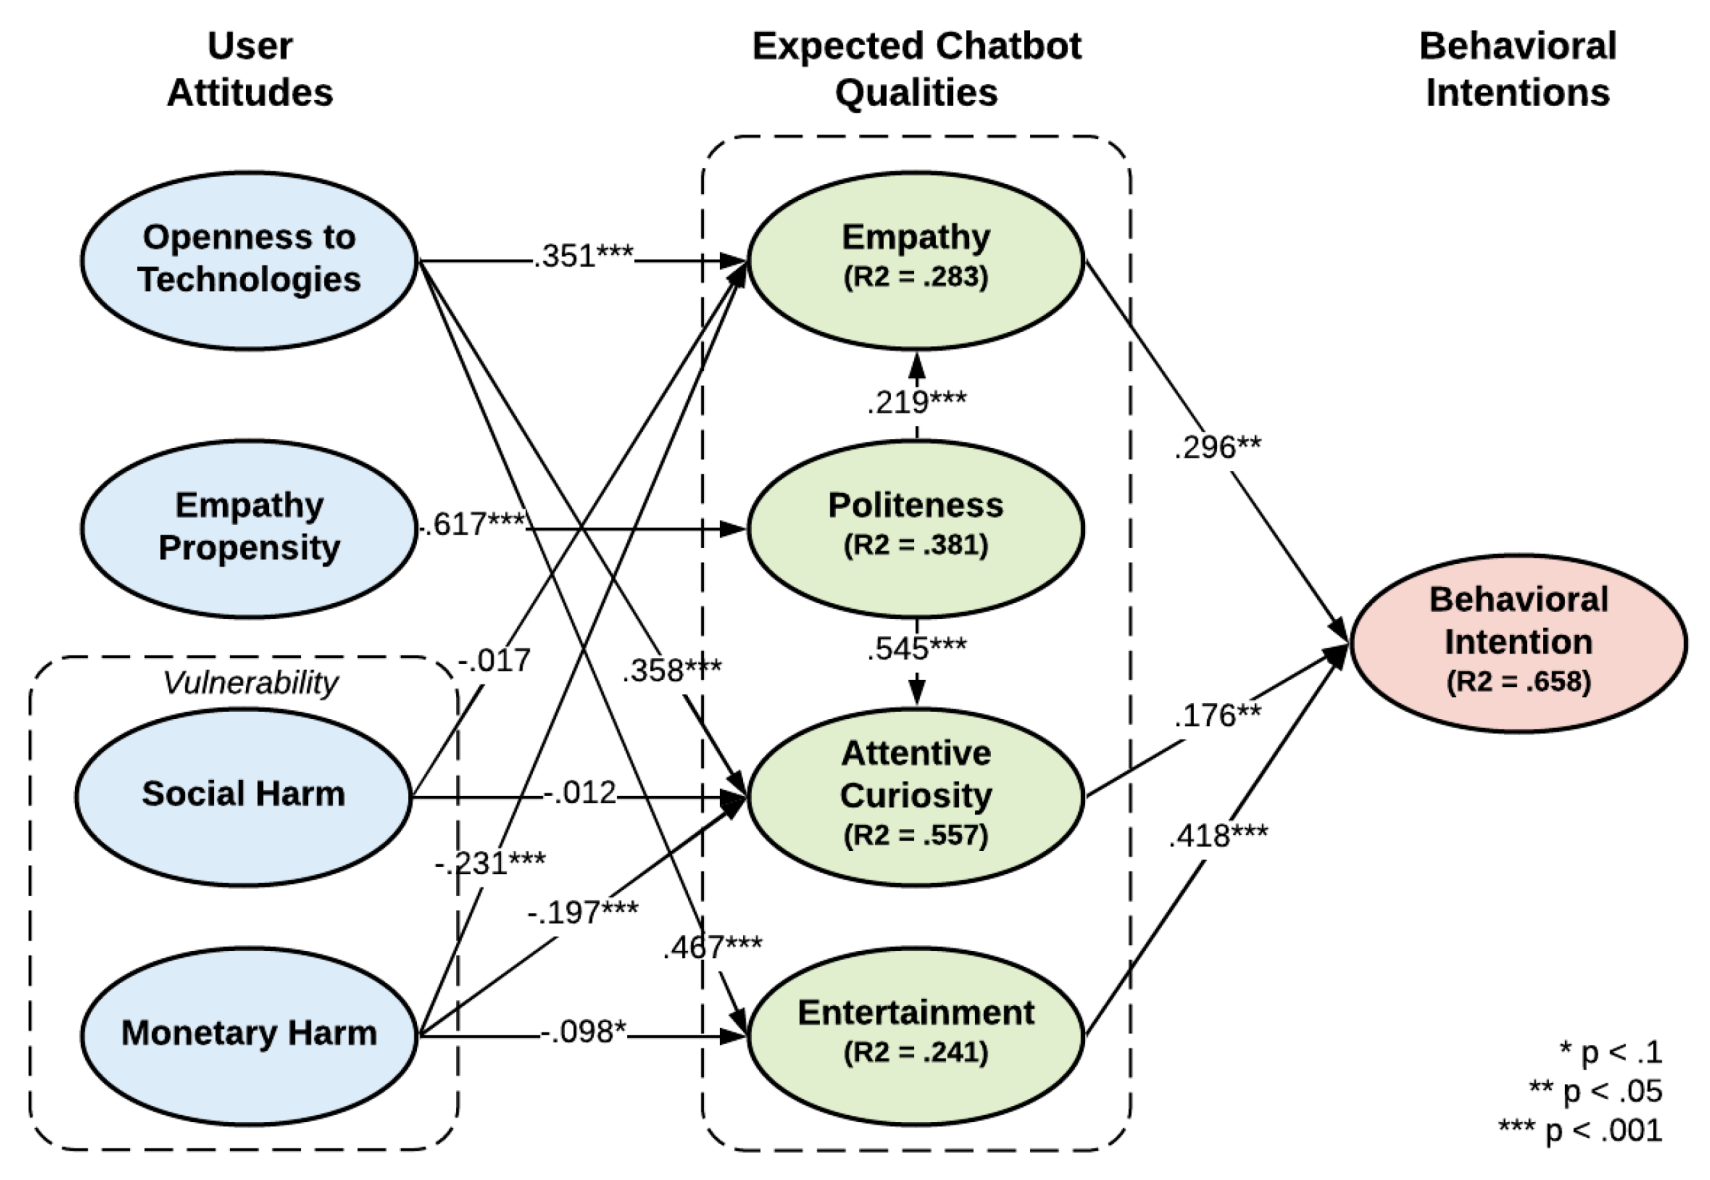 User
Attitudes
Expected Chatbot
Qualities
Behavioral
Intentions
Openness to
Technologies
.351***
Empathy
(R2 = .283)
.219***
.296**
Empathy
Propensity
.617***
Politeness
(R2 = .381)
.545***
Behavioral
Intention
(R2 = .658)
Vulnerability
-.017
.358***
.176**
Social Harm
-.012
Attentive
Curiosity
(R2 = .557)
.418***
-.231***
-.197***
.467***
Monetary Harm
-.098*
Entertainment
(R2 = .241)
* p < .1
** p < .05
*** p < .001